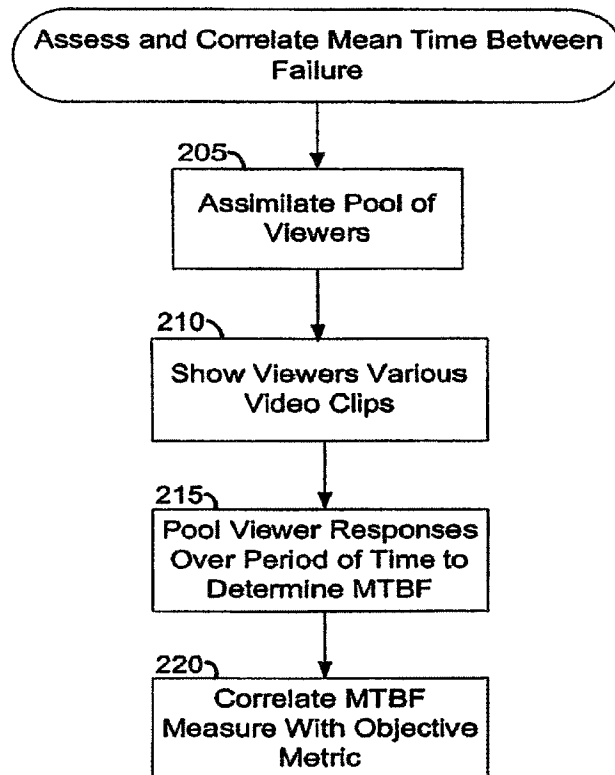 Assess and Correlate Mean Time Between
Failure
205
Assimilate Pool of
Viewers
210
Show Viewers Various
Video Clips
215
Pool Viewer Responses
Over Period of Time to
Determine MTBF
220
Correlate MTBF
Measure With Objective
Metric